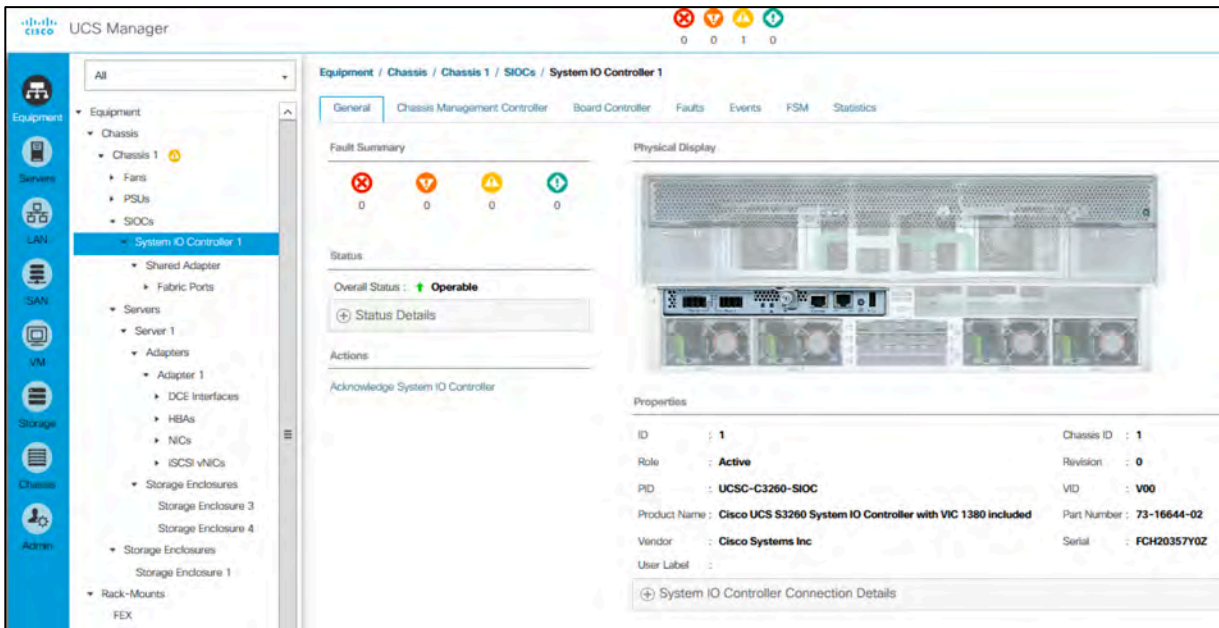 CISCO UCS Manager
0 0 1 0
Equipment
Servers
LAN
SAN
VM
Storage
Chassis
Admin
All
Equipment
Chassis
Chassis 1
Fans
PSUs
SIOCs
System IO Controller 1
Shared Adapter
Fabric Ports
Servers
Server 1
Adapters
Adapter 1
DCE Interfaces
HBAs
NICs
iSCSI vNICs
Storage Enclosures
Storage Enclosure 3
Storage Enclosure 4
Storage Enclosures
Storage Enclosure 1
Rack-Mounts
FEX
Equipment / Chassis / Chassis 1 / SIOCs / System IO Controller 1
General Chassis Management Controller Board Controller Faults Events FSM Statistics
Fault Summary
0 0 0 0
Status
Overall Status : Operable
Status Details
Actions
Acknowledge System IO Controller
Physical Display
Properties
ID : 1 Chassis ID : 1
Role : Active Revision : 0
PID : UCSC-C3260-SIOC VID : V00
Product Name : Cisco UCS S3260 System IO Controller with VIC 1380 included Part Number : 73-16644-02
Vendor : Cisco Systems Inc Serial : FCH20357Y0Z
User Label :
System IO Controller Connection Details